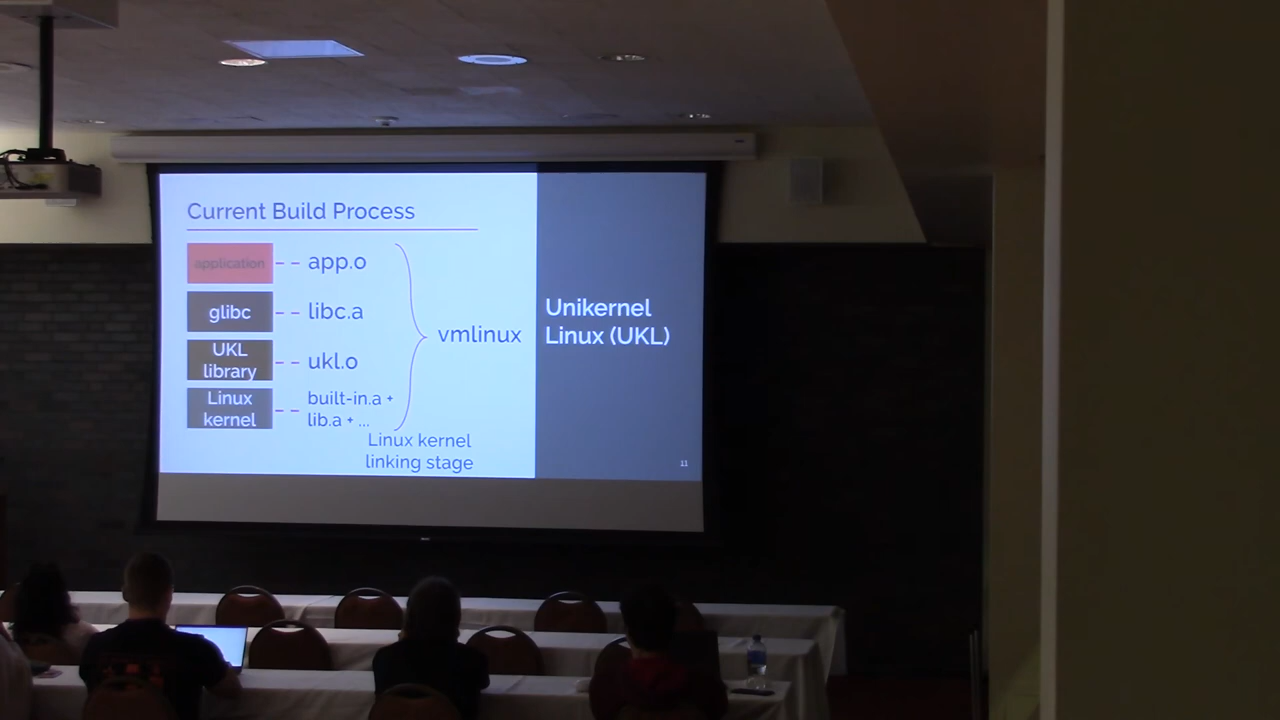 Current Build Process
application -- app.o
glibc -- libc.a
UKL
library -- ukl.o
Linux
kernel -- built-in.a +
lib.a + ...
vmlinux
Linux kernel
linking stage
Unikernel
Linux (UKL)
11